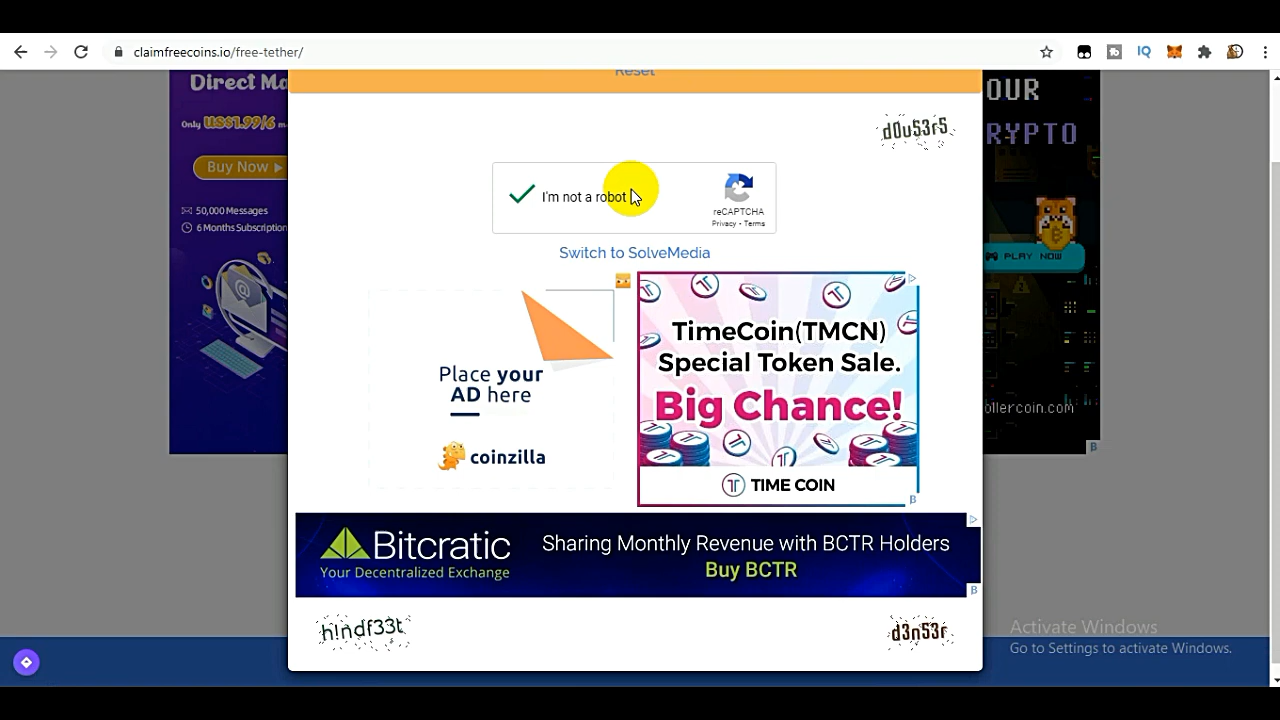 claimfreecoins.io/free-tether/
Reset
Direct Ma
Only US$1.99/6 m
Buy Now
50,000 Messages
6 Months Subscription
OUR
RYPTO
PLAY NOW
ollercoin.com
d0u53r5
I'm not a robot
reCAPTCHA
Privacy - Terms
Switch to SolveMedia
Place your
AD here
coinzilla
TimeCoin(TMCN)
Special Token Sale.
Big Chance!
TIME COIN
Bitcratic
Your Decentralized Exchange
Sharing Monthly Revenue with BCTR Holders
Buy BCTR
h!ndf33t
d3n53r
Activate Windows
Go to Settings to activate Windows.